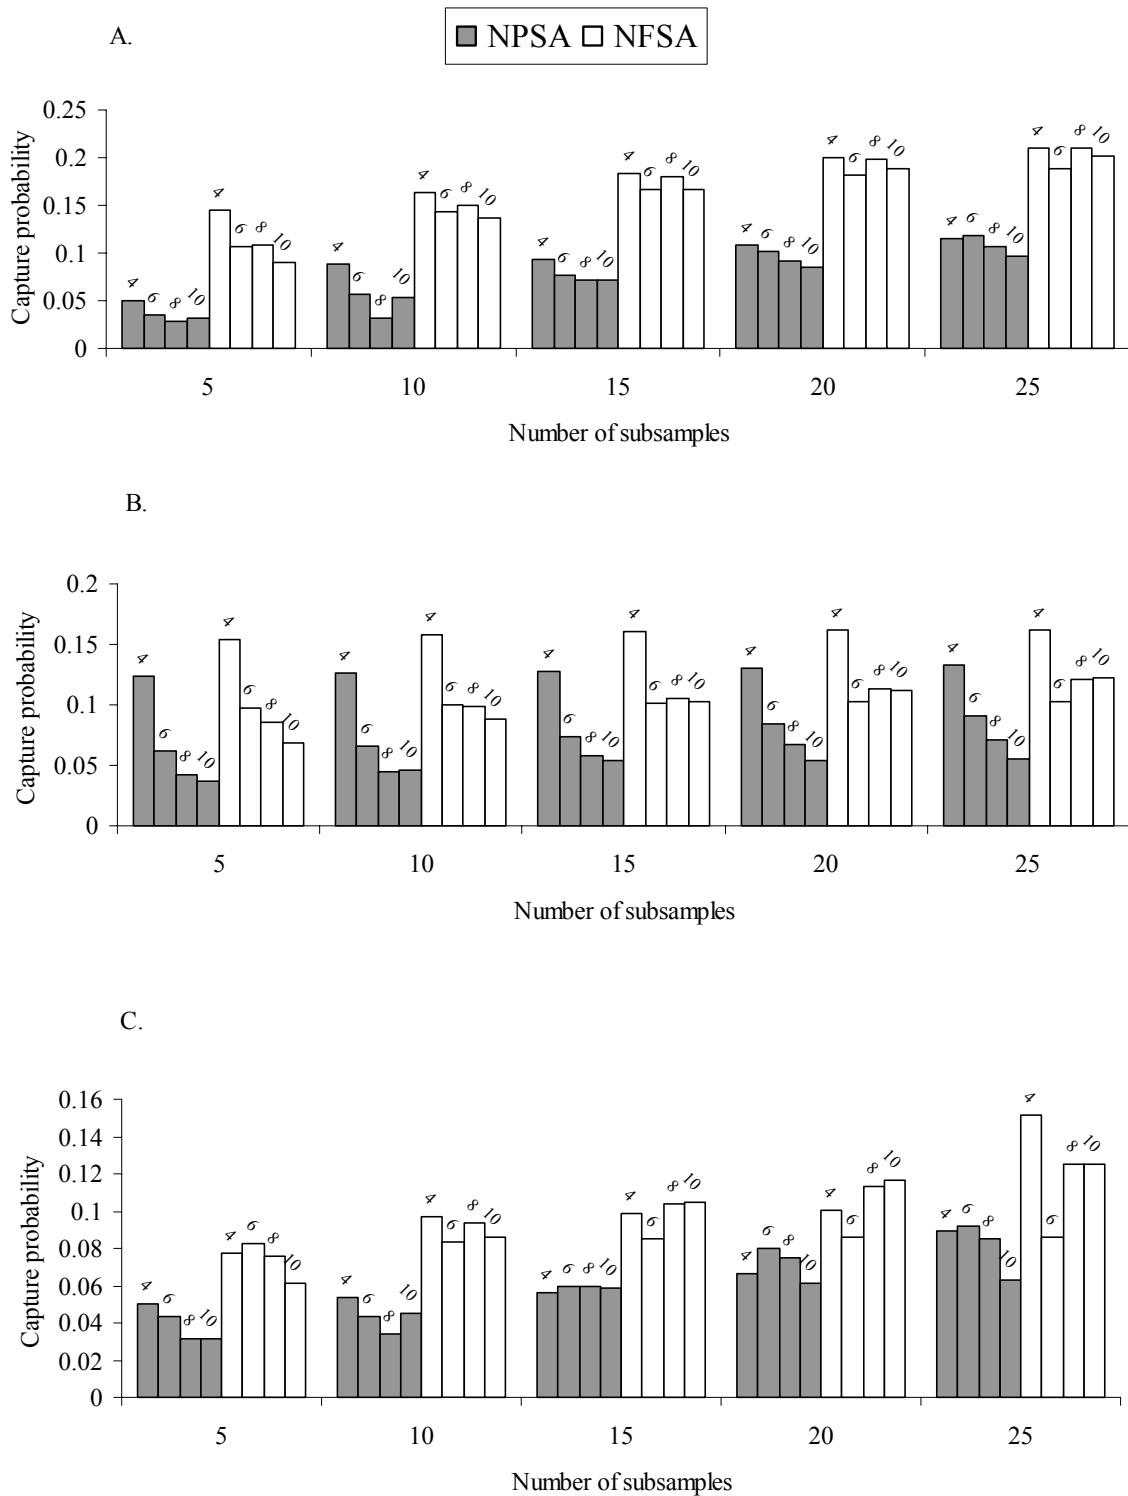 A.
NPSA NFSA
Capture probability
0.25
0.2
0.15
0.1
0.05
0
4 6 8 10 4 6 8 10
4 6 8 10 4 6 8 10
4 6 8 10 4 6 8 10
4 6 8 10 4 6 8 10
4 6 8 10 4 6 8 10
5 10 15 20 25
Number of subsamples
B.
Capture probability
0.2
0.15
0.1
0.05
0
4 6 8 10 4 6 8 10
4 6 8 10 4 6 8 10
4 6 8 10 4 6 8 10
4 6 8 10 4 6 8 10
4 6 8 10 4 6 8 10
5 10 15 20 25
Number of subsamples
C.
Capture probability
0.16
0.14
0.12
0.1
0.08
0.06
0.04
0.02
0
4 6 8 10 4 6 8 10
4 6 8 10 4 6 8 10
4 6 8 10 4 6 8 10
4 6 8 10 4 6 8 10
4 6 8 10 4 6 8 10
5 10 15 20 25
Number of subsamples